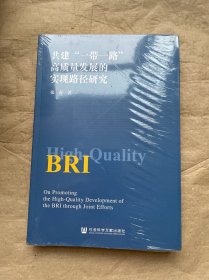 共建“一带一路”
高质量发展的
实现路径研究
High-Quality
BRI
On Promoting
the High-Quality Development of
the BRI through Joint Efforts
社会科学文献出版社